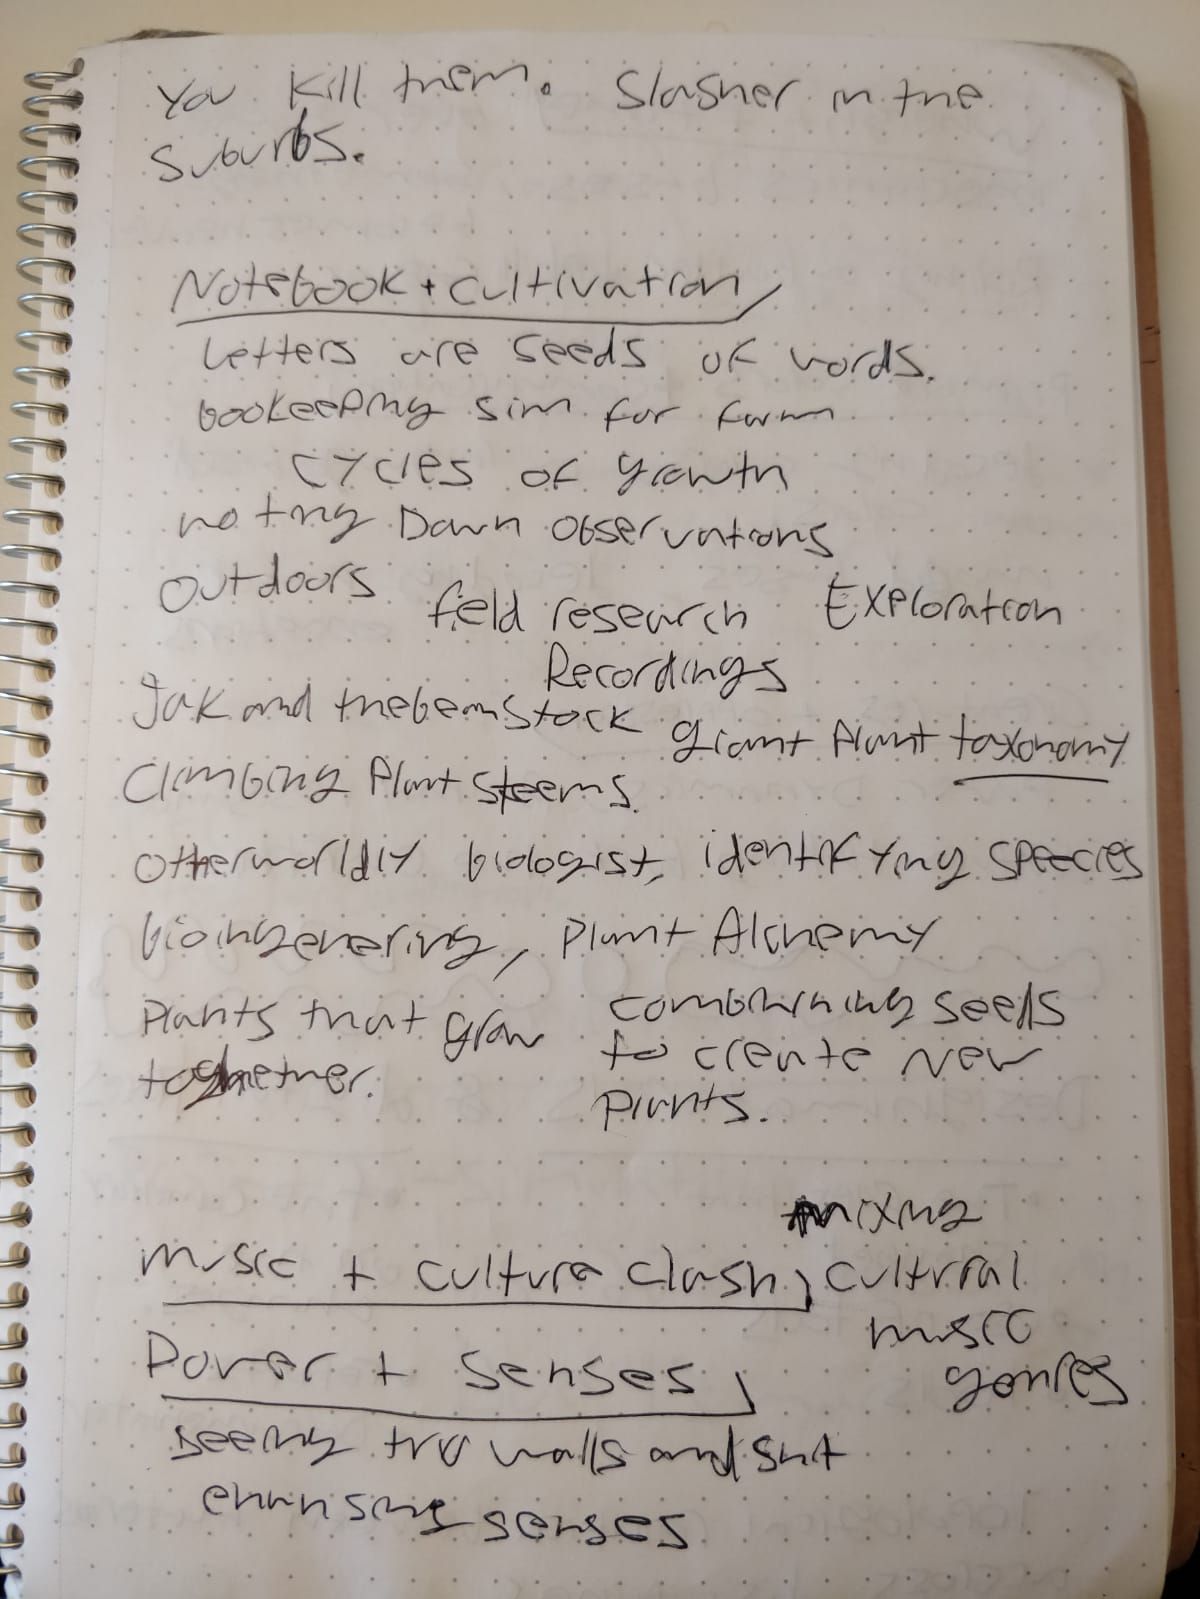 You Kill them. Slasher in the
Suburbs.
Notebook + cultivation
Letters are seeds of words.
bookeeping sim for farm
cycles of growth
noting Down observations
outdoors field research Exploration
Recordings
Jak and the beanstock giant plant taxonomy
Climbing Plant steems
otherworldly biologist, identifying speecies
bioingenering, plant Alchemy
Plants that grow combinning seeds
together. to create new
plants.
mixing
music + culture clash, cultural
music
genres
Power + senses
seeing tru walls and shit
enhansing senses